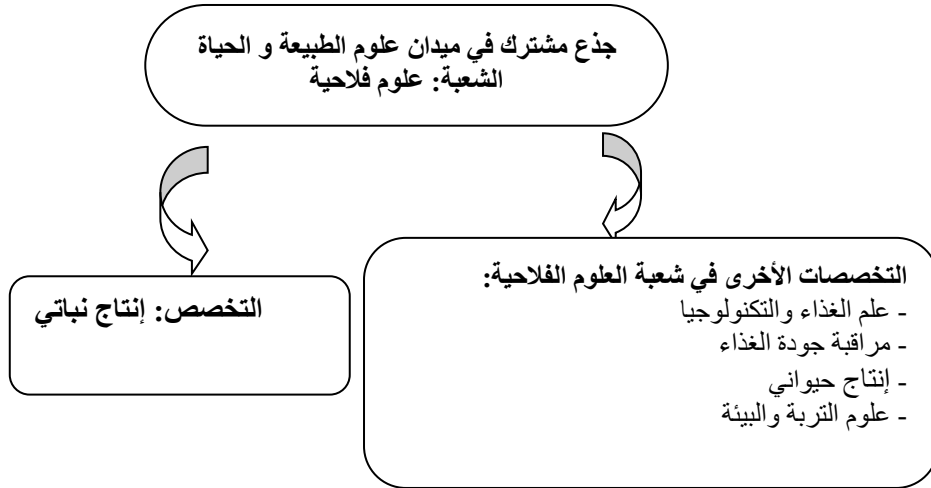 جذع مشترك في ميدان علوم الطبيعة و الحياة
الشعبة: علوم فلاحية
التخصصات الأخرى في شعبة العلوم الفلاحية:
- علم الغذاء والتكنولوجيا
- مراقبة جودة الغذاء
- إنتاج حيواني
- علوم التربة والبيئة
التخصص: إنتاج نباتي